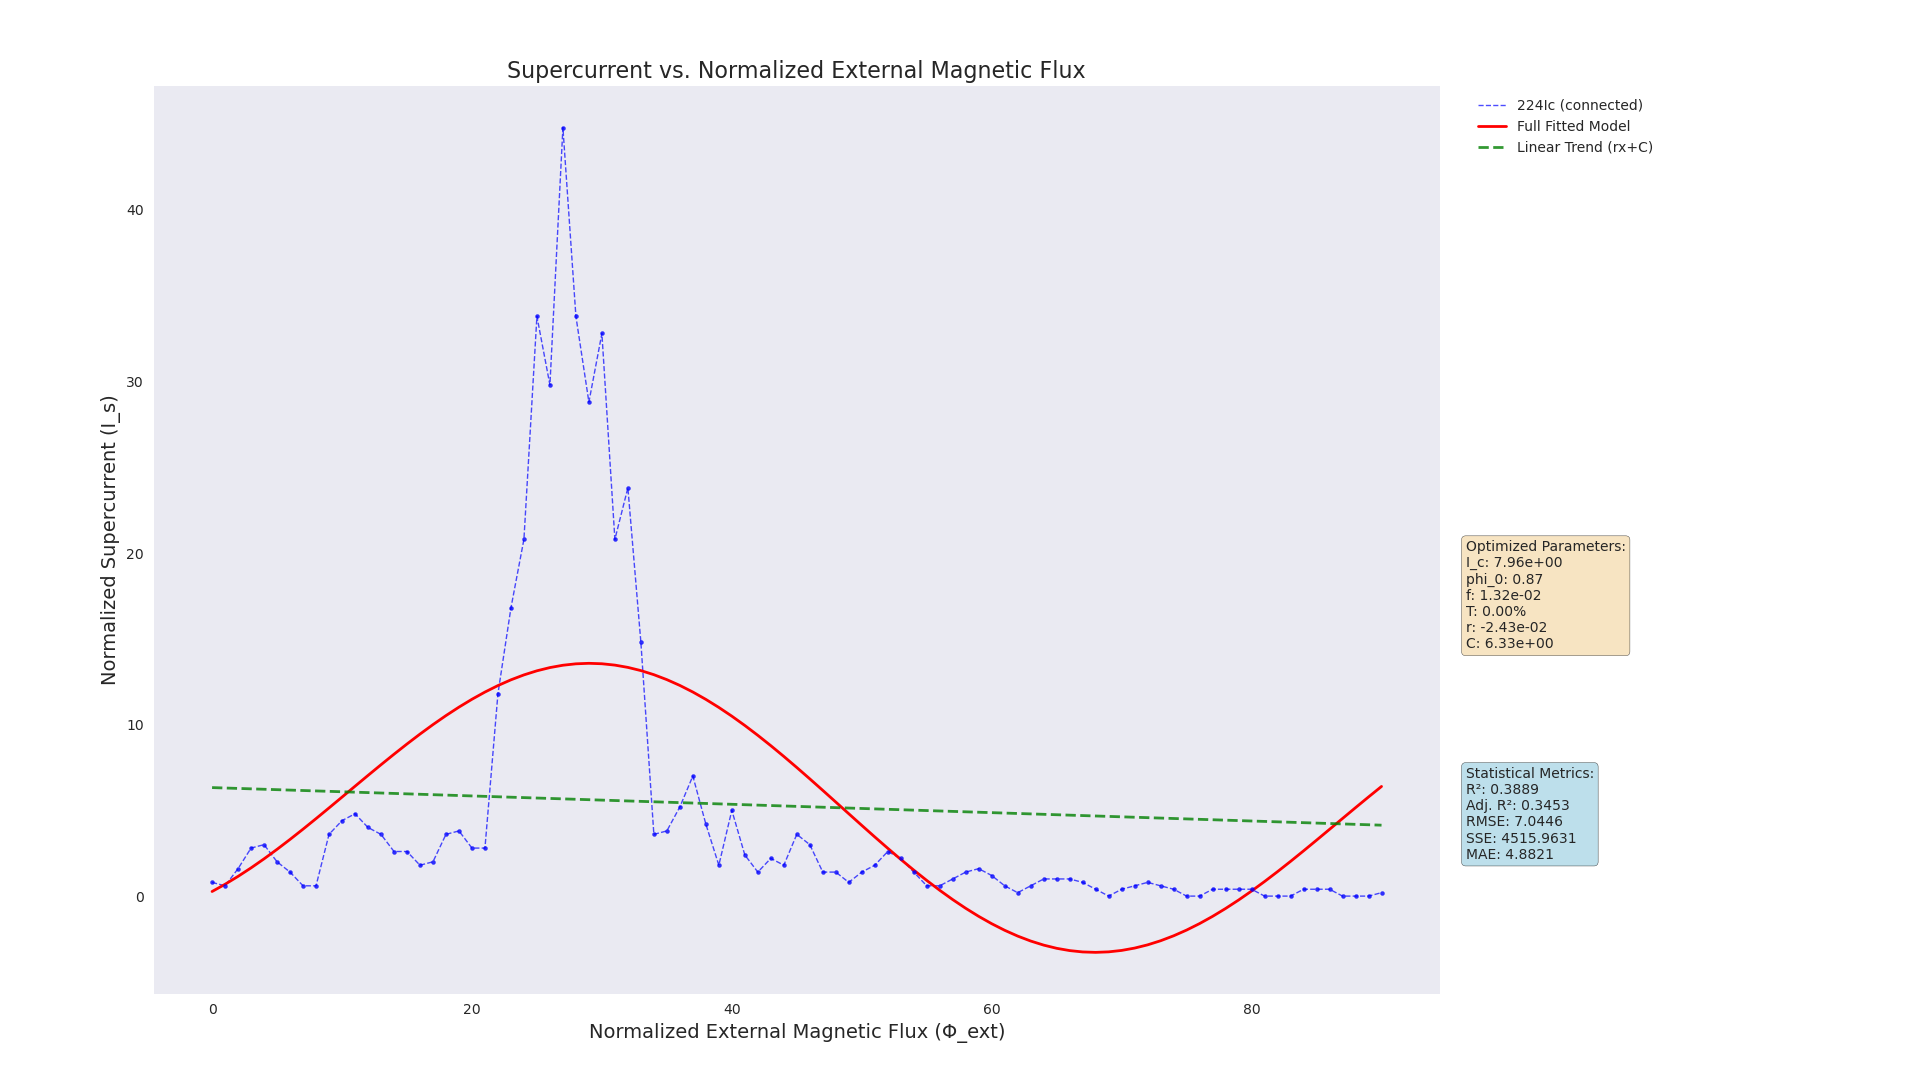 Supercurrent vs. Normalized External Magnetic Flux
224Ic (connected)
Full Fitted Model
Linear Trend (rx+C)
Normalized Supercurrent (I_s)
40
30
20
10
0
0
20
40
60
80
Normalized External Magnetic Flux (Φ_ext)
Optimized Parameters:
I_c: 7.96e+00
phi_0: 0.87
f: 1.32e-02
T: 0.00%
r: -2.43e-02
C: 6.33e+00
Statistical Metrics:
R²: 0.3889
Adj. R²: 0.3453
RMSE: 7.0446
SSE: 4515.9631
MAE: 4.8821